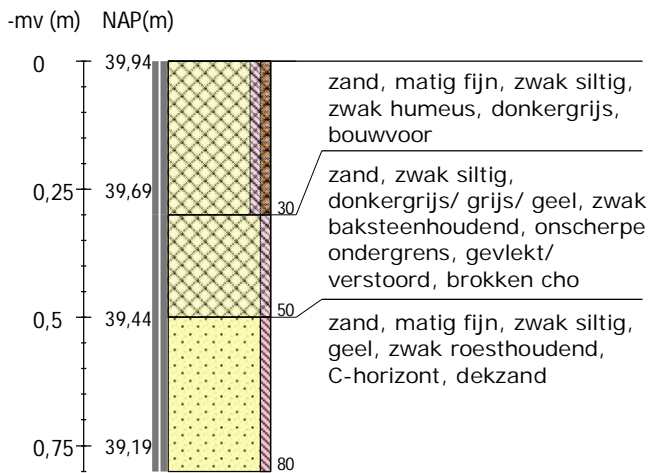 -mv (m) NAP(m)
0 39,94
zand, matig fijn, zwak siltig,
zwak humeus, donkergrijs,
bouwvoor
0,25 39,69
30
zand, zwak siltig,
donkergrijs/ grijs/ geel, zwak
baksteenhoudend, onscherpe
ondergrens, gevlekt/
verstoord, brokken cho
0,5 39,44
50
zand, matig fijn, zwak siltig,
geel, zwak roesthoudend,
C-horizont, dekzand
0,75 39,19
80